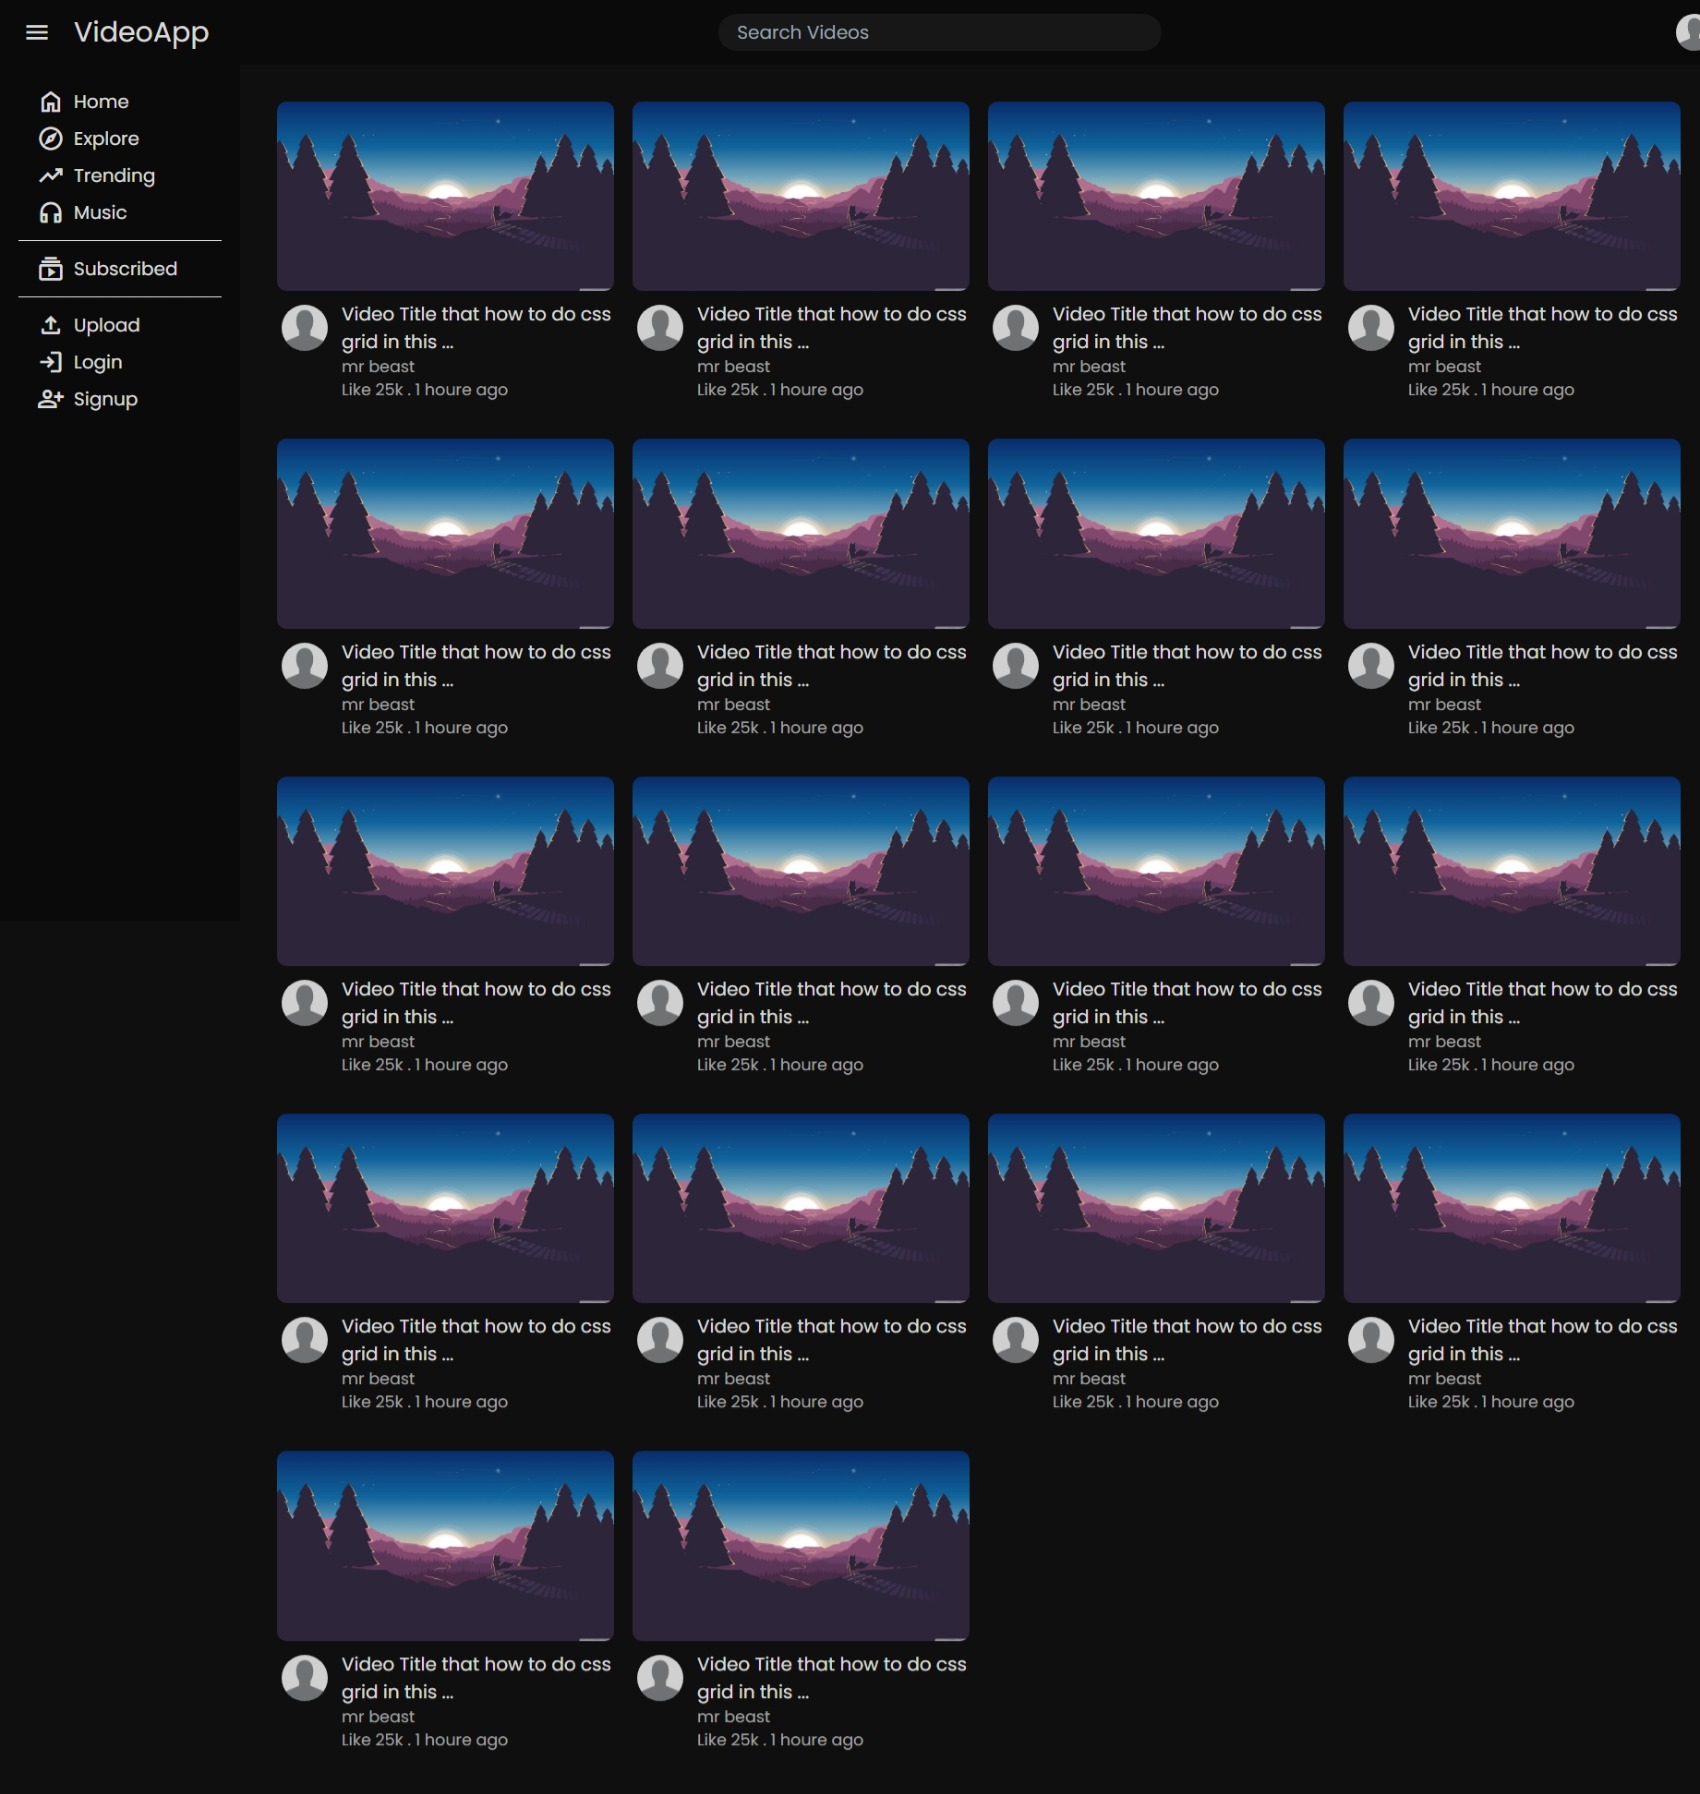 VideoApp
Search Videos
Home
Explore
Trending
Music
Subscribed
Upload
Login
Signup
Video Title that how to do css
grid in this ...
mr beast
Like 25k . 1 houre ago
Video Title that how to do css
grid in this ...
mr beast
Like 25k . 1 houre ago
Video Title that how to do css
grid in this ...
mr beast
Like 25k . 1 houre ago
Video Title that how to do css
grid in this ...
mr beast
Like 25k . 1 houre ago
Video Title that how to do css
grid in this ...
mr beast
Like 25k . 1 houre ago
Video Title that how to do css
grid in this ...
mr beast
Like 25k . 1 houre ago
Video Title that how to do css
grid in this ...
mr beast
Like 25k . 1 houre ago
Video Title that how to do css
grid in this ...
mr beast
Like 25k . 1 houre ago
Video Title that how to do css
grid in this ...
mr beast
Like 25k . 1 houre ago
Video Title that how to do css
grid in this ...
mr beast
Like 25k . 1 houre ago
Video Title that how to do css
grid in this ...
mr beast
Like 25k . 1 houre ago
Video Title that how to do css
grid in this ...
mr beast
Like 25k . 1 houre ago
Video Title that how to do css
grid in this ...
mr beast
Like 25k . 1 houre ago
Video Title that how to do css
grid in this ...
mr beast
Like 25k . 1 houre ago
Video Title that how to do css
grid in this ...
mr beast
Like 25k . 1 houre ago
Video Title that how to do css
grid in this ...
mr beast
Like 25k . 1 houre ago
Video Title that how to do css
grid in this ...
mr beast
Like 25k . 1 houre ago
Video Title that how to do css
grid in this ...
mr beast
Like 25k . 1 houre ago